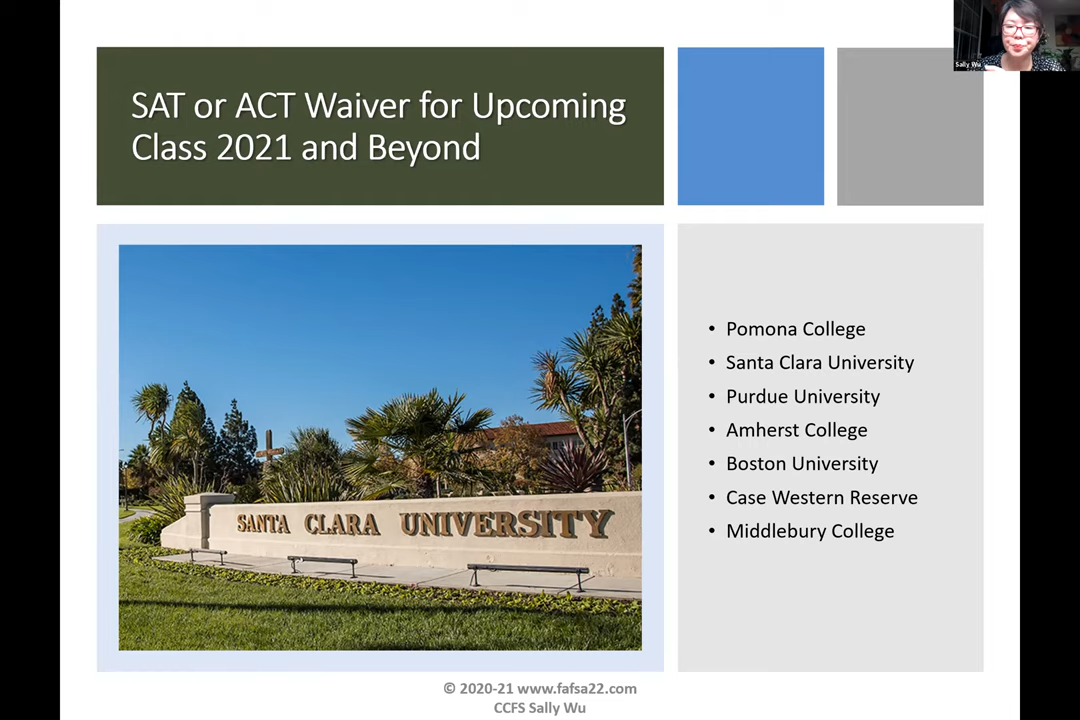 Sally Wu
SAT or ACT Waiver for Upcoming
Class 2021 and Beyond
SANTA CLARA UNIVERSITY
• Pomona College
• Santa Clara University
• Purdue University
• Amherst College
• Boston University
• Case Western Reserve
• Middlebury College
© 2020-21 www.fafsa22.com
CCFS Sally Wu